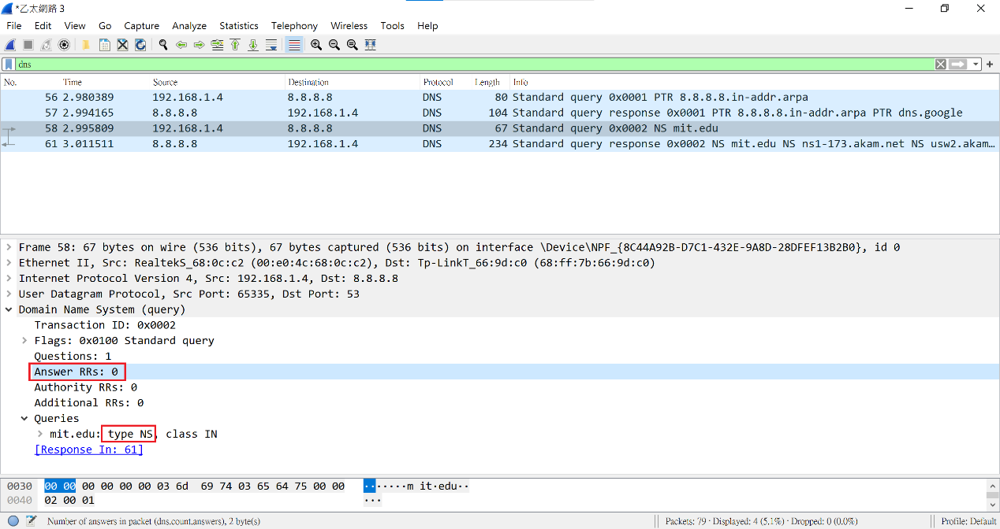 *乙太網路 3
File Edit View Go Capture Analyze Statistics Telephony Wireless Tools Help
dns
No. Time Source Destination Protocol Length Info
56 2.980389 192.168.1.4 8.8.8.8 DNS 80 Standard query 0x0001 PTR 8.8.8.8.in-addr.arpa
57 2.994165 8.8.8.8 192.168.1.4 DNS 104 Standard query response 0x0001 PTR 8.8.8.8.in-addr.arpa PTR dns.google
58 2.995809 192.168.1.4 8.8.8.8 DNS 67 Standard query 0x0002 NS mit.edu
61 3.011511 8.8.8.8 192.168.1.4 DNS 234 Standard query response 0x0002 NS mit.edu NS ns1-173.akam.net NS usw2.akam…
Frame 58: 67 bytes on wire (536 bits), 67 bytes captured (536 bits) on interface \Device\NPF_{8C44A92B-D7C1-432E-9A8D-28DFEF13B2B0}, id 0
Ethernet II, Src: RealtekS_68:0c:c2 (00:e0:4c:68:0c:c2), Dst: Tp-LinkT_66:9d:c0 (68:ff:7b:66:9d:c0)
Internet Protocol Version 4, Src: 192.168.1.4, Dst: 8.8.8.8
User Datagram Protocol, Src Port: 65335, Dst Port: 53
Domain Name System (query)
Transaction ID: 0x0002
Flags: 0x0100 Standard query
Questions: 1
Answer RRs: 0
Authority RRs: 0
Additional RRs: 0
Queries
mit.edu: type NS, class IN
[Response In: 61]
0030 00 00 00 00 00 00 03 6d 69 74 03 65 64 75 00 00 ·······m it·edu··
0040 02 00 01 ···
Number of answers in packet (dns.count.answers), 2 byte(s) Packets: 79 · Displayed: 4 (5.1%) · Dropped: 0 (0.0%) Profile: Default